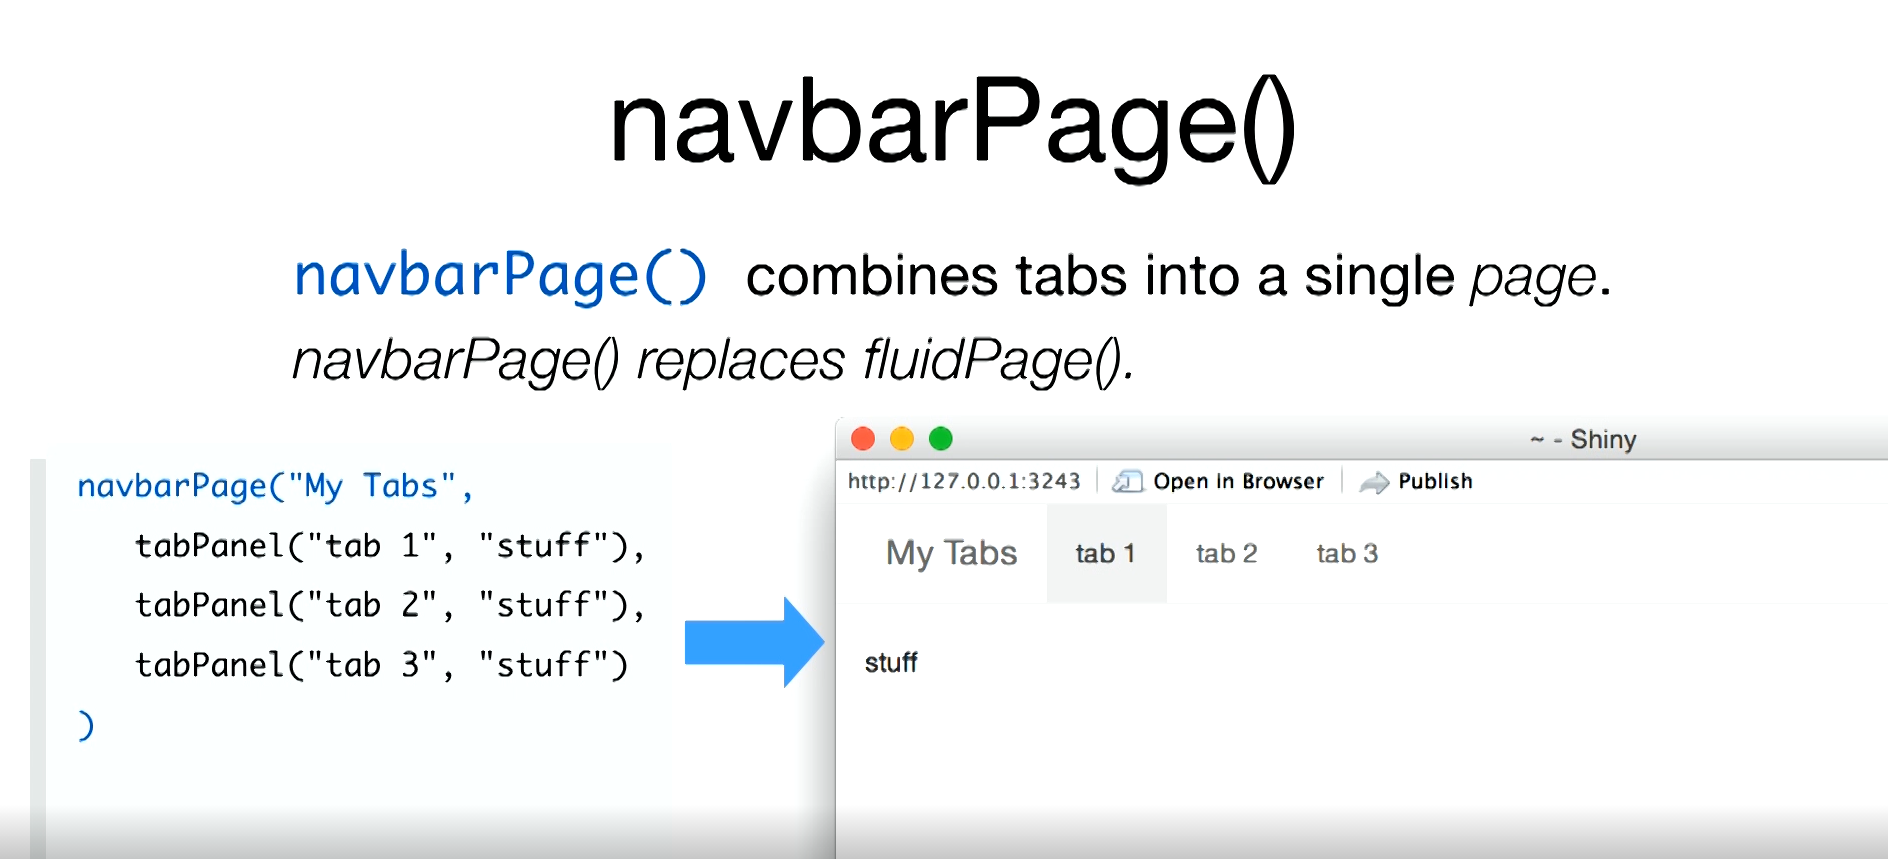 navbarPage()
navbarPage() combines tabs into a single page.
navbarPage() replaces fluidPage().
navbarPage("My Tabs",
tabPanel("tab 1", "stuff"),
tabPanel("tab 2", "stuff"),
tabPanel("tab 3", "stuff")
)
~ - Shiny
http://127.0.0.1:3243 Open in Browser Publish
My Tabs tab 1 tab 2 tab 3
stuff